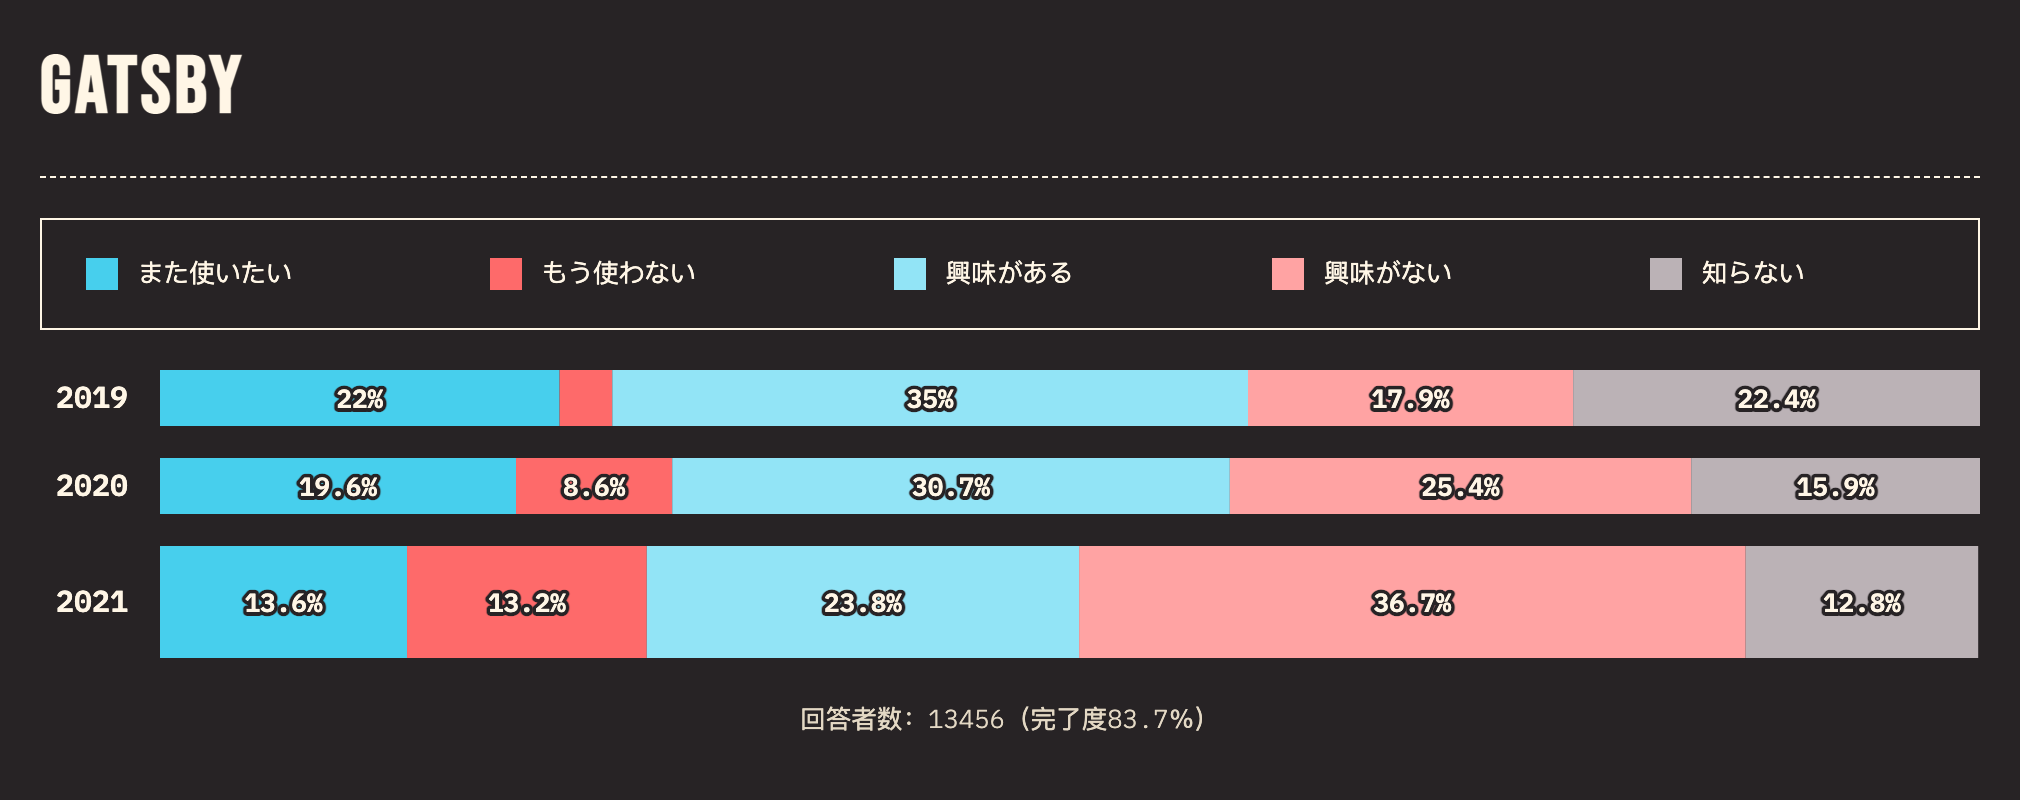 GATSBY
また使いたい もう使わない 興味がある 興味がない 知らない
2019 22% 35% 17.9% 22.4%
2020 19.6% 8.6% 30.7% 25.4% 15.9%
2021 13.6% 13.2% 23.8% 36.7% 12.8%
回答者数: 13456 (完了度83.7%)